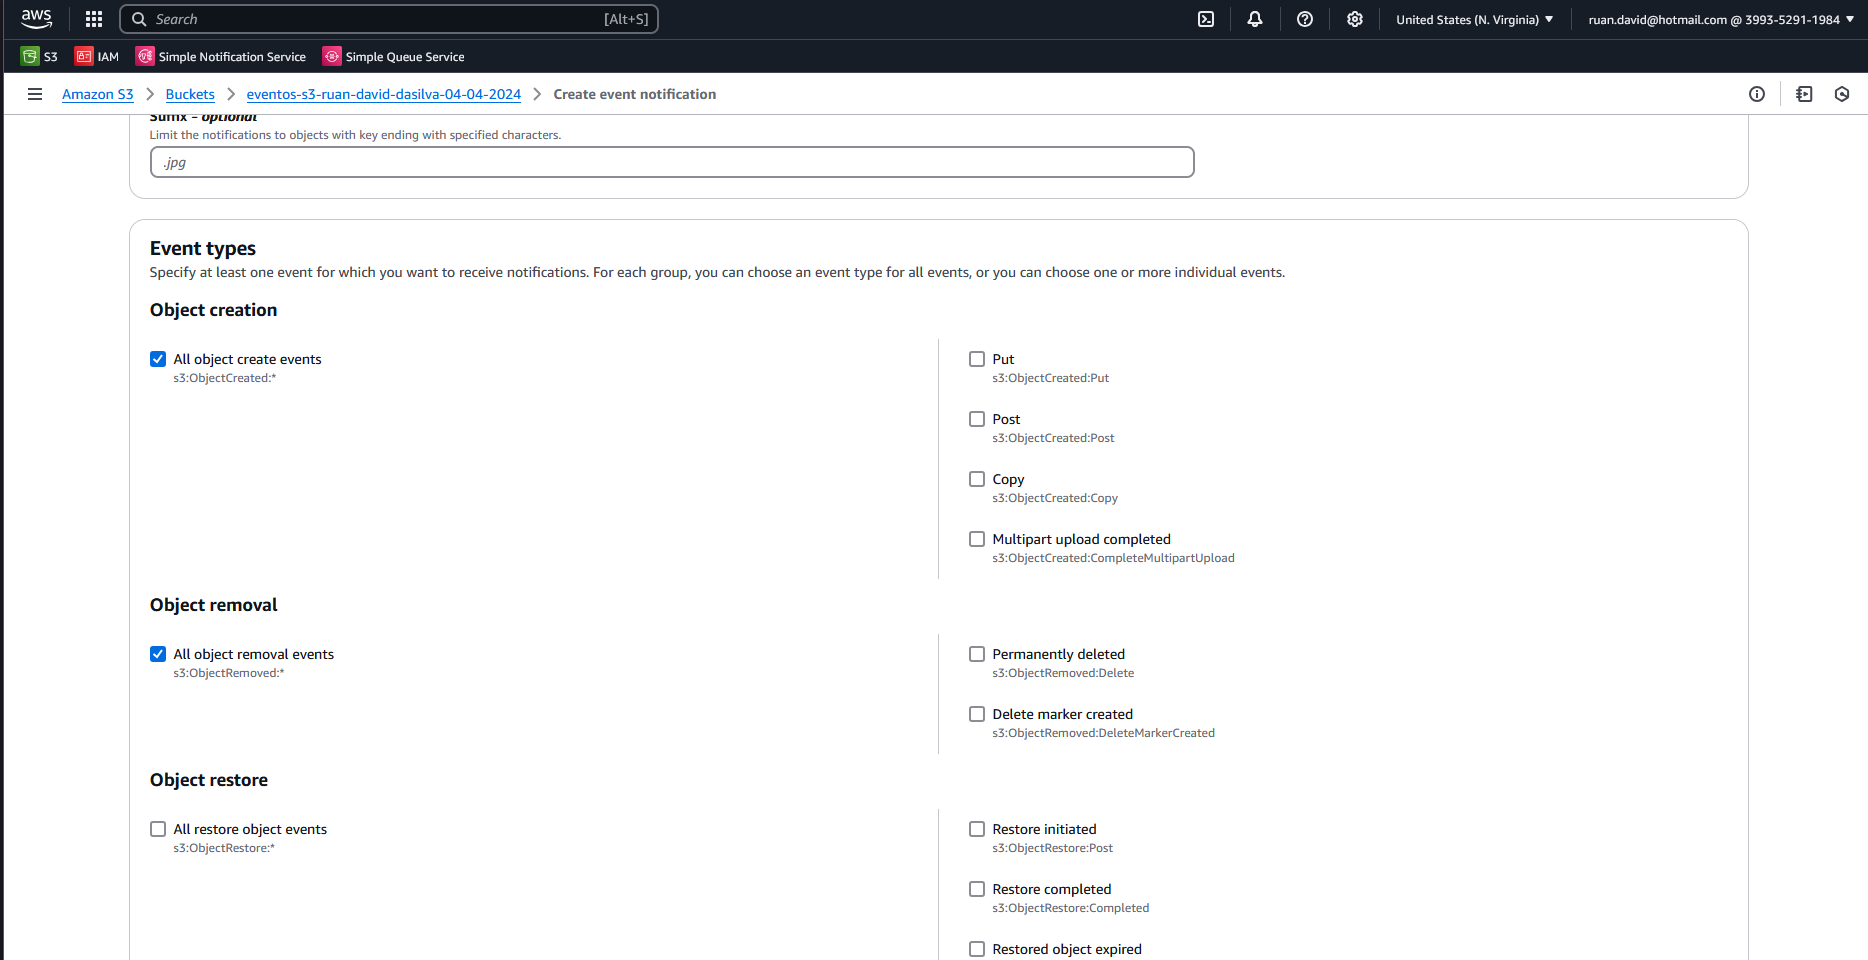 aws
Search
[Alt+S]
United States (N. Virginia)
ruan.david@hotmail.com @ 3993-5291-1984
S3
IAM
Simple Notification Service
Simple Queue Service
Amazon S3
Buckets
eventos-s3-ruan-david-dasilva-04-04-2024
Create event notification
Suffix - optional
Limit the notifications to objects with key ending with specified characters.
.jpg
Event types
Specify at least one event for which you want to receive notifications. For each group, you can choose an event type for all events, or you can choose one or more individual events.
Object creation
All object create events
s3:ObjectCreated:*
Put
s3:ObjectCreated:Put
Post
s3:ObjectCreated:Post
Copy
s3:ObjectCreated:Copy
Multipart upload completed
s3:ObjectCreated:CompleteMultipartUpload
Object removal
All object removal events
s3:ObjectRemoved:*
Permanently deleted
s3:ObjectRemoved:Delete
Delete marker created
s3:ObjectRemoved:DeleteMarkerCreated
Object restore
All restore object events
s3:ObjectRestore:*
Restore initiated
s3:ObjectRestore:Post
Restore completed
s3:ObjectRestore:Completed
Restored object expired